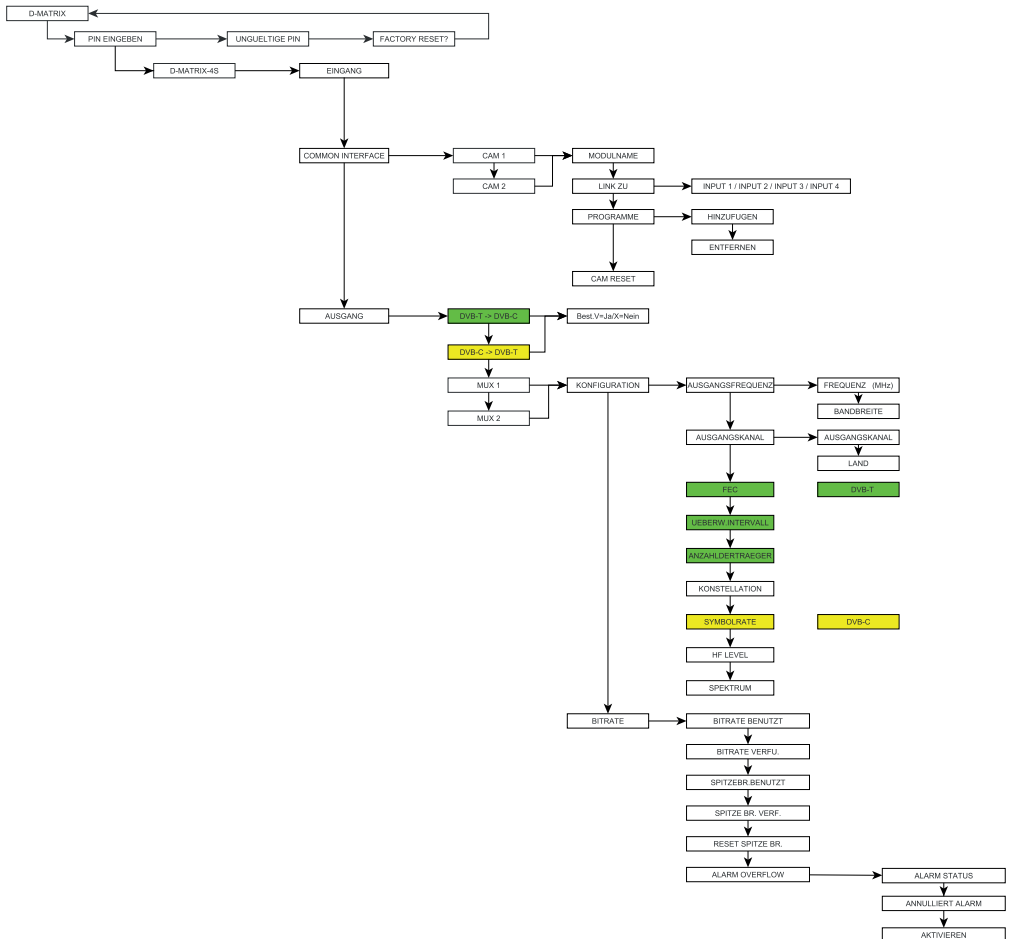 D-MATRIX
PIN EINGEBEN
UNGUELTIGE PIN
FACTORY RESET?
D-MATRIX-4S
EINGANG
COMMON INTERFACE
CAM 1
MODULNAME
CAM 2
LINK ZU
INPUT 1 / INPUT 2 / INPUT 3 / INPUT 4
PROGRAMME
HINZUFUGEN
ENTFERNEN
CAM RESET
AUSGANG
DVB-T -> DVB-C
Best.V=Ja/X=Nein
DVB-C -> DVB-T
MUX 1
KONFIGURATION
AUSGANGSFREQUENZ
FREQUENZ (MHz)
BANDBREITE
MUX 2
AUSGANGSKANAL
AUSGANGSKANAL
LAND
FEC
DVB-T
UEBERW.INTERVALL
ANZAHLDERTRAEGER
KONSTELLATION
SYMBOLRATE
DVB-C
HF LEVEL
SPEKTRUM
BITRATE
BITRATE BENUTZT
BITRATE VERFU.
SPITZEBR.BENUTZT
SPITZE BR. VERF.
RESET SPITZE BR.
ALARM OVERFLOW
ALARM STATUS
ANNULLIERT ALARM
AKTIVIEREN